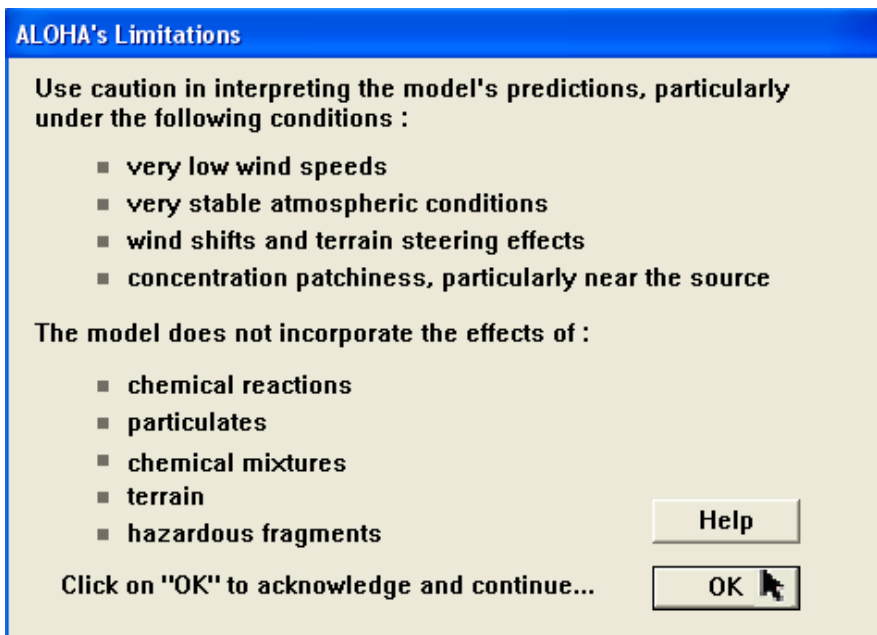 ALOHA's Limitations
Use caution in interpreting the model's predictions, particularly
under the following conditions :
very low wind speeds
very stable atmospheric conditions
wind shifts and terrain steering effects
concentration patchiness, particularly near the source
The model does not incorporate the effects of :
chemical reactions
particulates
chemical mixtures
terrain
hazardous fragments
Help
Click on "OK" to acknowledge and continue...
OK